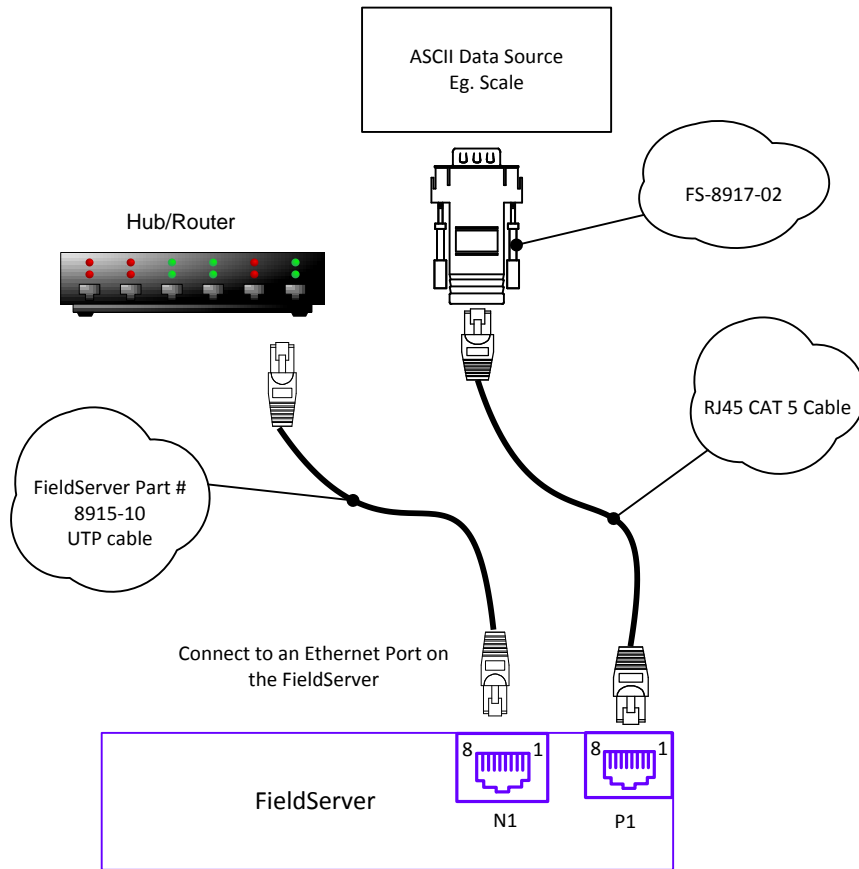 ASCII Data Source
Eg. Scale
FS-8917-02
Hub/Router
RJ45 CAT 5 Cable
FieldServer Part #
8915-10
UTP cable
Connect to an Ethernet Port on
the FieldServer
8 1
8 1
FieldServer
N1
P1